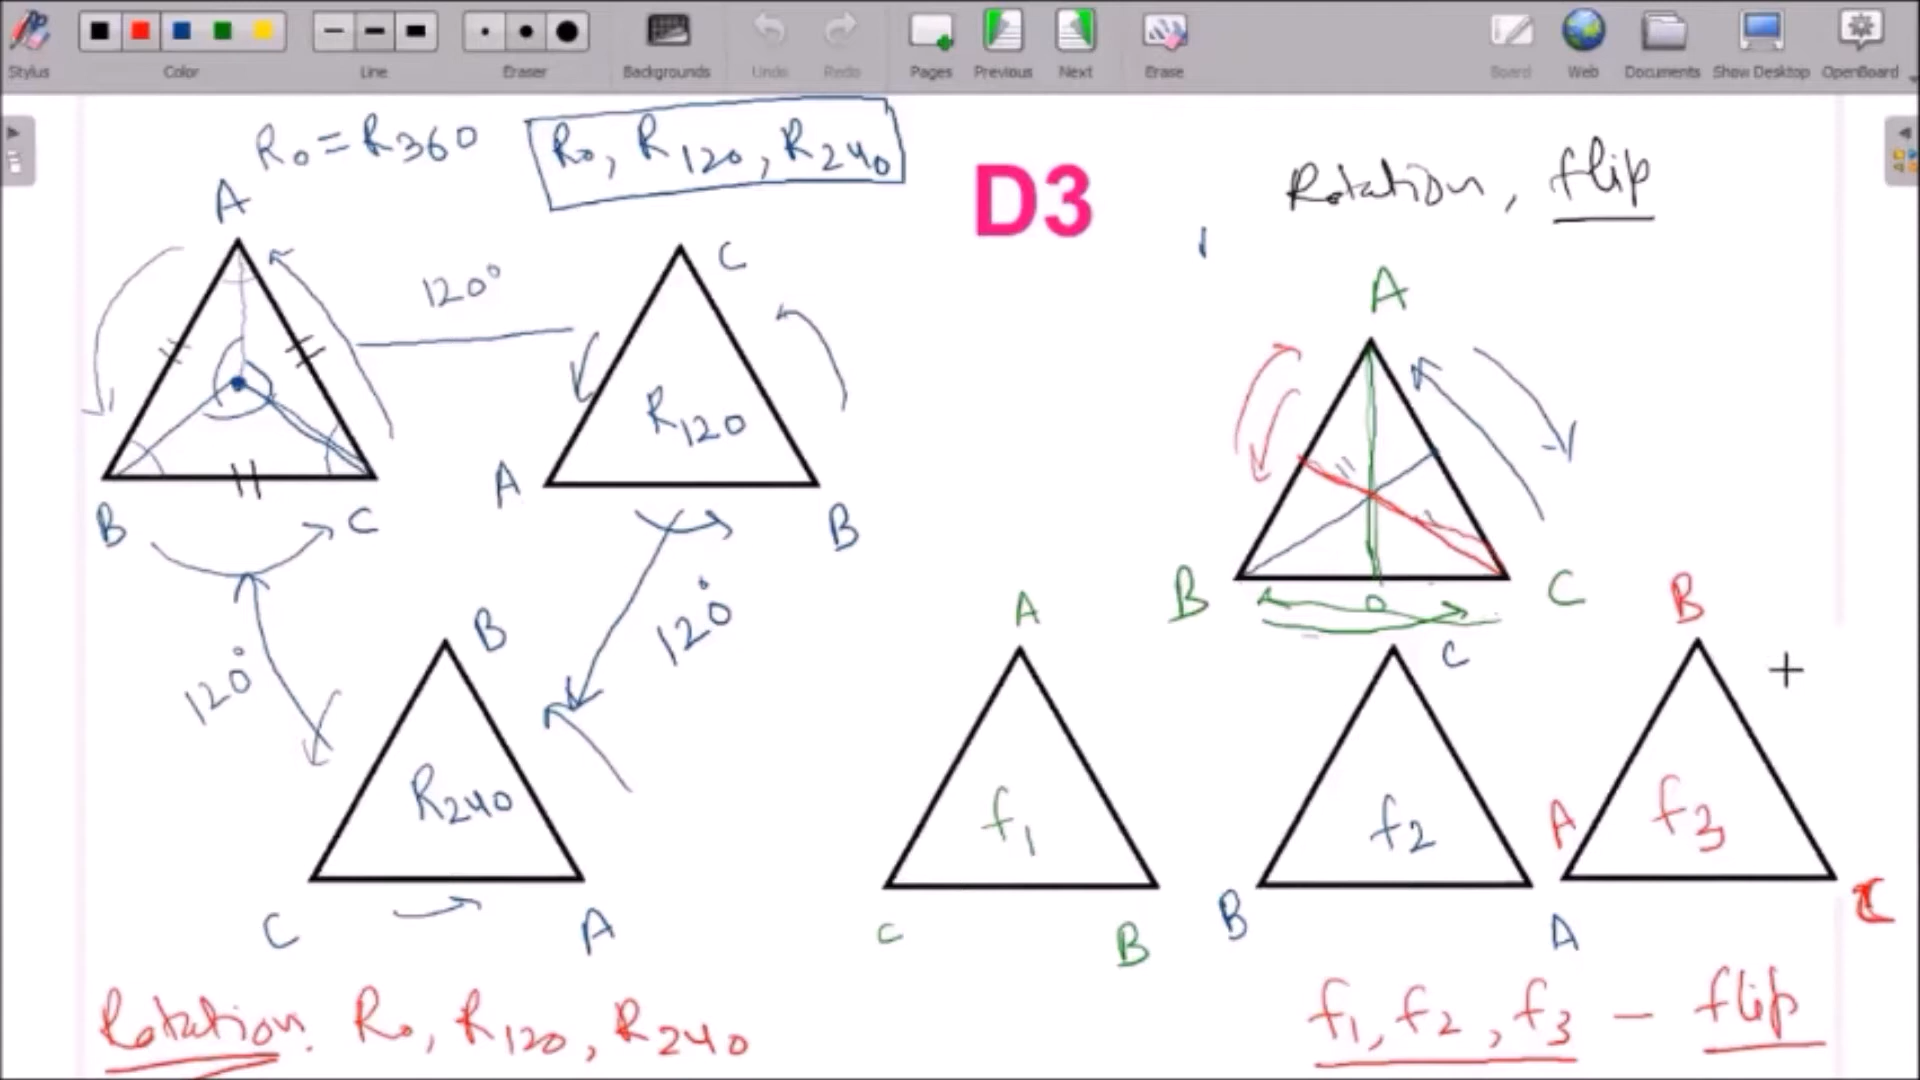 Stylus Color Line Eraser Backgrounds Undo Redo Pages Previous Next Erase Board Web Documents Show Desktop OpenBoard
R0 = R360
R0, R120, R240
D3
Rotation, flip
A
B
C
120°
C
R120
A
B
120°
120°
B
R240
C
A
A
B
C
A
f1
C
B
C
f2
B
A
B
f3
A
C
Rotation: R0, R120, R240
f1, f2, f3 – flip